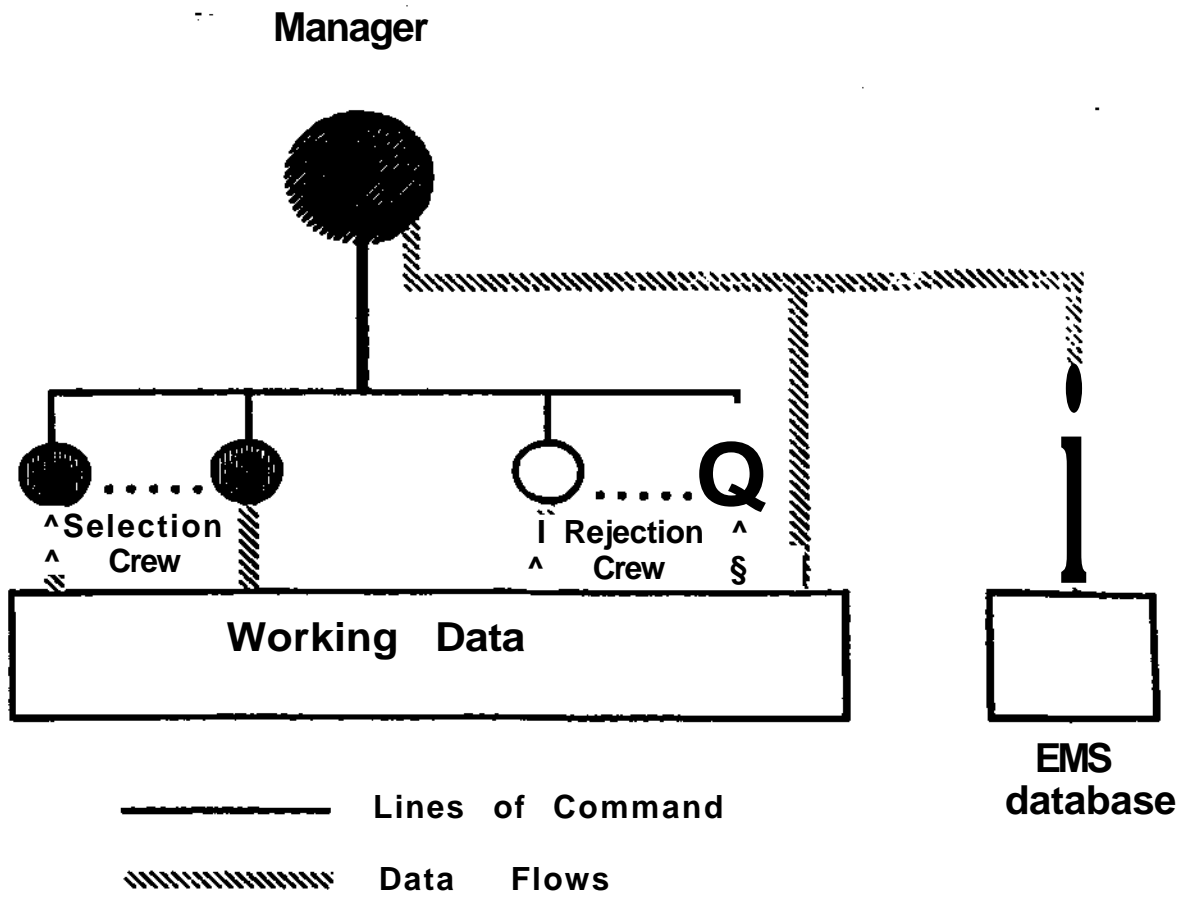 Manager
Q
^ Selection
^ Crew
I Rejection ^
^ Crew §
Working Data
EMS
database
Lines of Command
Data Flows